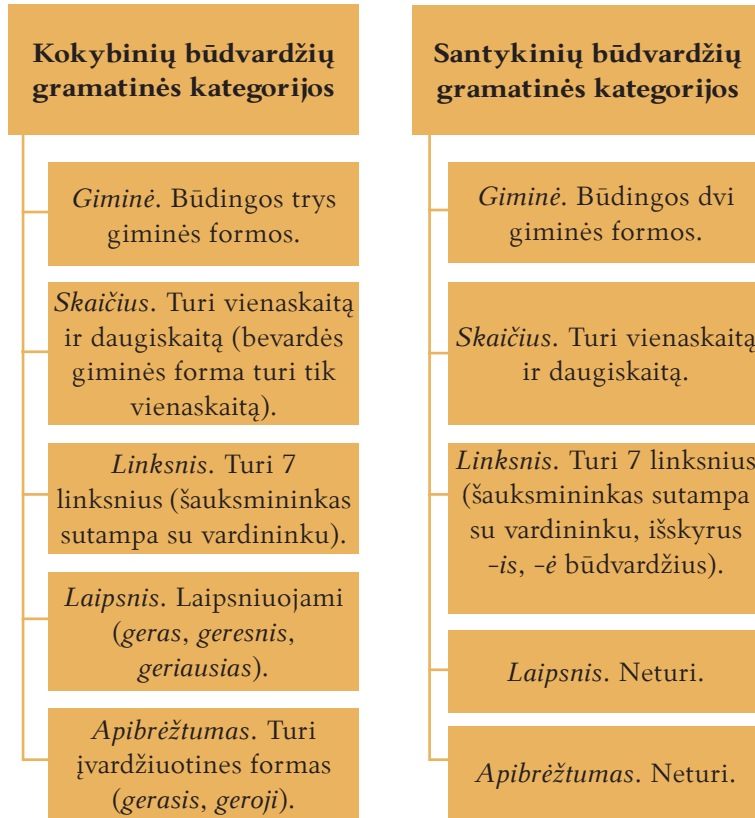 Kokybinių būdvardžių
gramatinės kategorijos
Giminė. Būdingos trys
giminės formos.
Skaičius. Turi vienaskaitą
ir daugiskaitą (bevardės
giminės forma turi tik
vienaskaitą).
Linksnis. Turi 7
linksnius (šauksmininkas
sutampa su vardininku).
Laipsnis. Laipsniuojami
(geras, geresnis,
geriausias).
Apibrėžtumas. Turi
įvardžiuotines formas
(gerasis, geroji).
Santykinių būdvardžių
gramatinės kategorijos
Giminė. Būdingos dvi
giminės formos.
Skaičius. Turi vienaskaitą
ir daugiskaitą.
Linksnis. Turi 7 linksnius
(šauksmininkas sutampa
su vardininku, išskyrus
-is, -ė būdvardžius).
Laipsnis. Neturi.
Apibrėžtumas. Neturi.